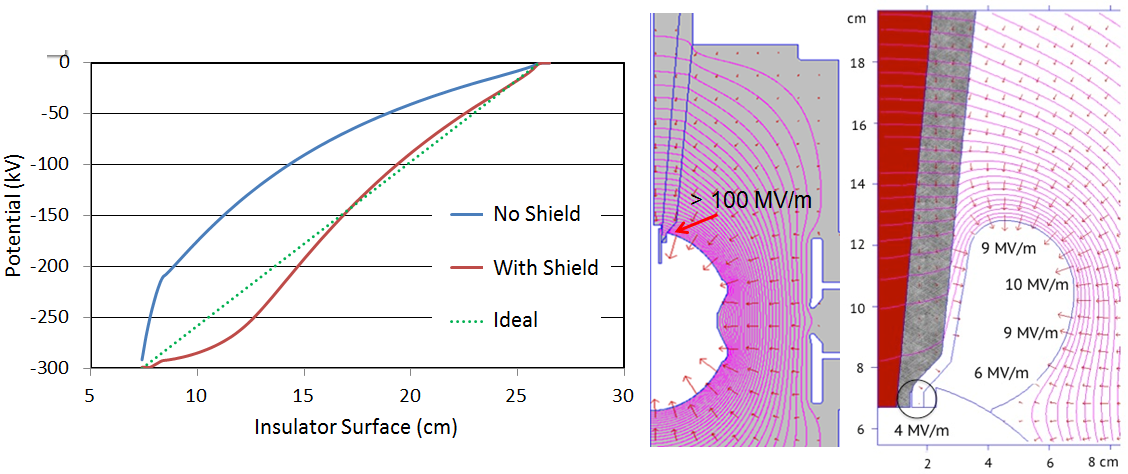 0
-50
-100
-150
-200
-250
-300
Potential (kV)
No Shield
With Shield
Ideal
5
10
15
20
25
30
Insulator Surface (cm)
> 100 MV/m
cm
18
16
14
12
10
8
6
9 MV/m
10 MV/m
9 MV/m
6 MV/m
4 MV/m
2
4
6
8 cm